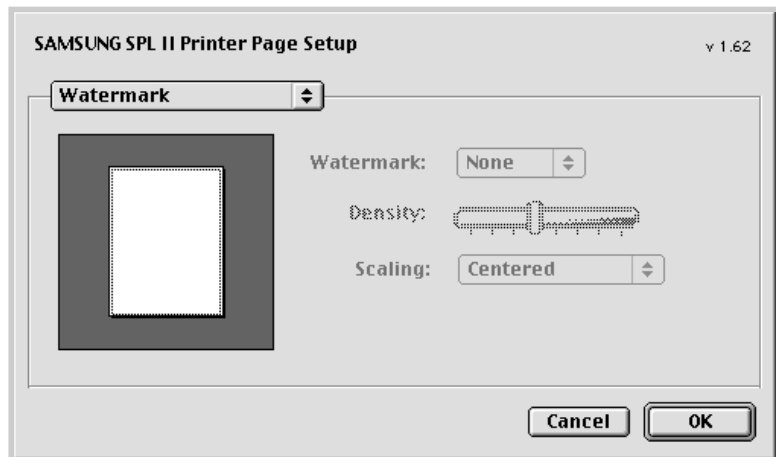 SAMSUNG SPL II Printer Page Setup
v 1.62
Watermark
Watermark: None
Density:
Scaling: Centered
Cancel OK